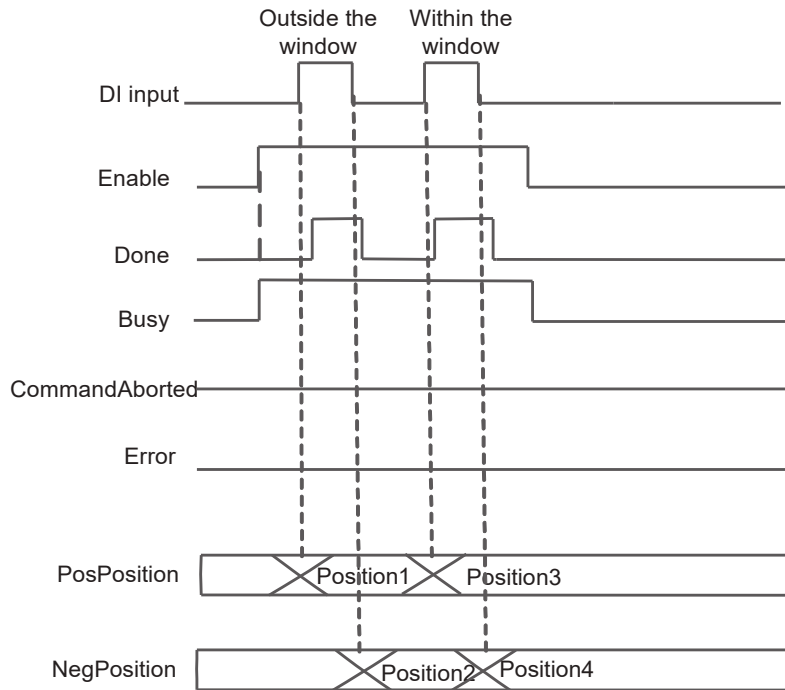 Outside the
window
Within the
window
DI input
Enable
Done
Busy
CommandAborted
Error
PosPosition
Position1
Position3
NegPosition
Position2
Position4